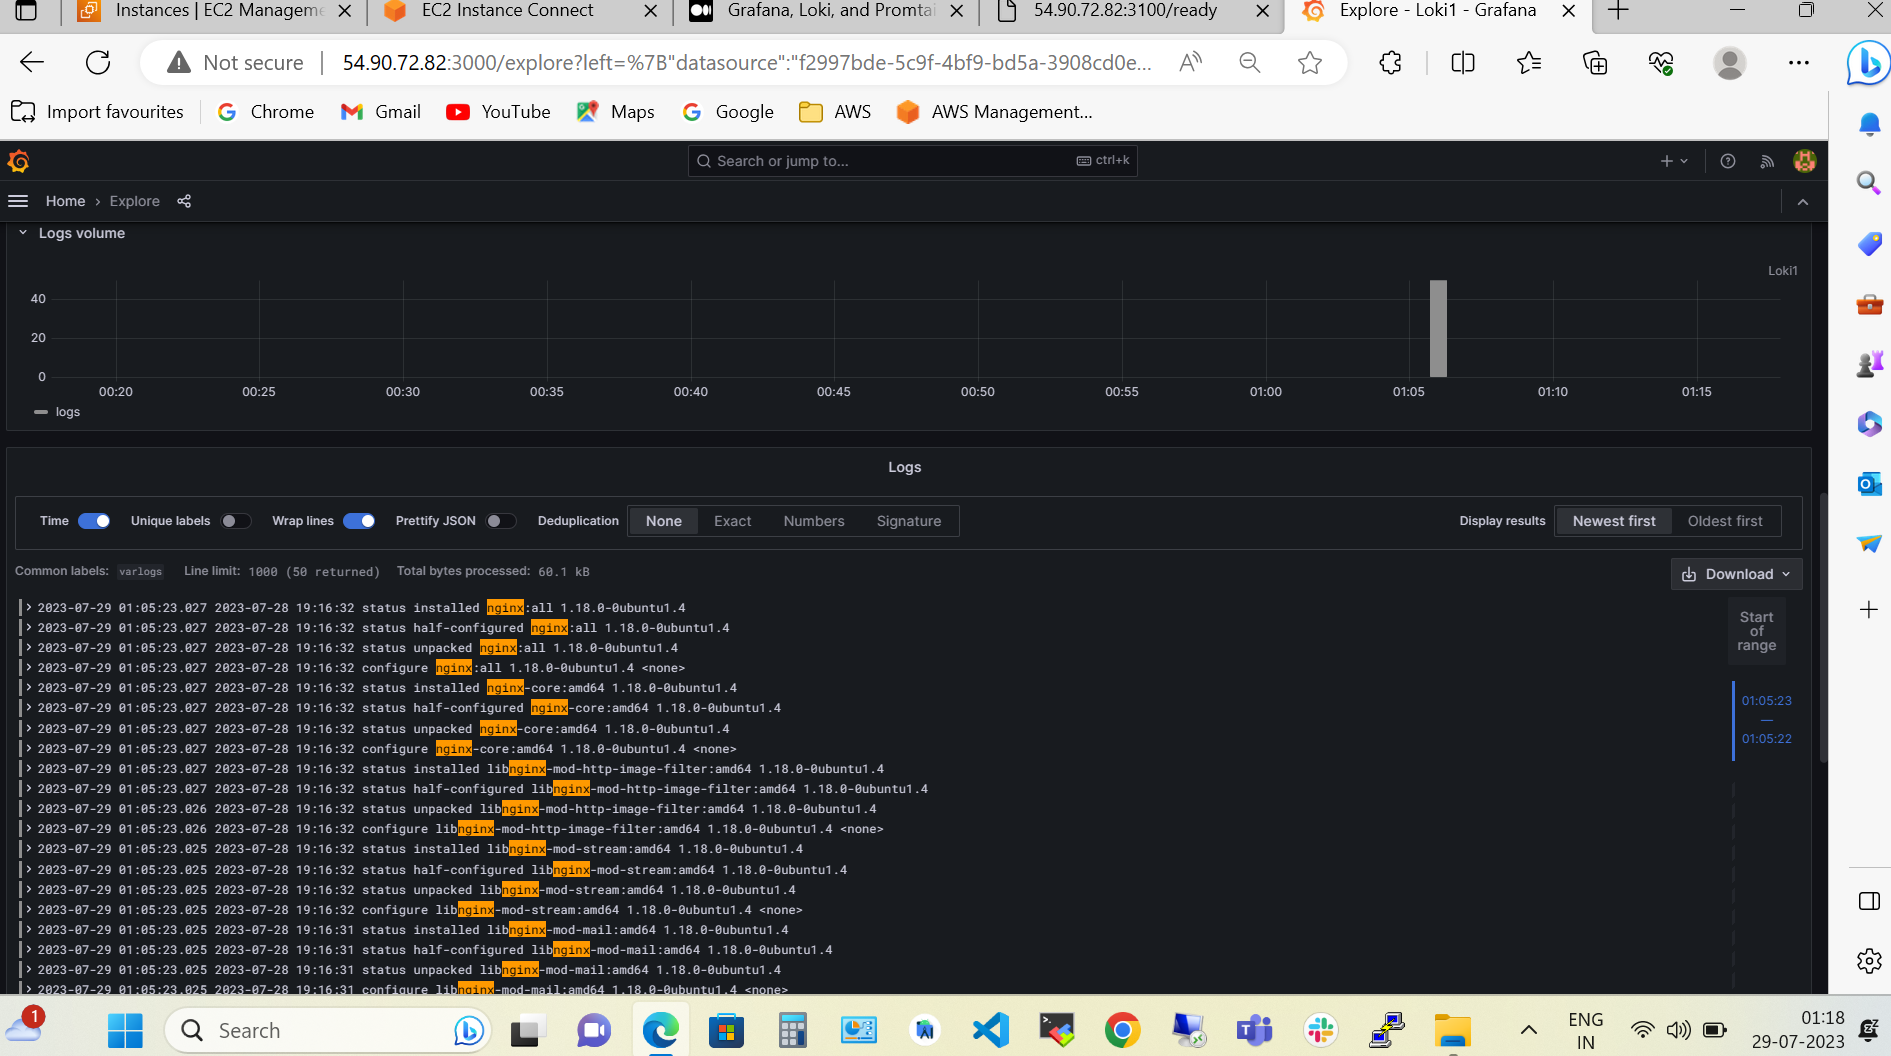 Instances | EC2 Manageme
EC2 Instance Connect
Grafana, Loki, and Promtai
54.90.72.82:3100/ready
Explore - Loki1 - Grafana
Not secure
54.90.72.82:3000/explore?left=%7B"datasource":"f2997bde-5c9f-4bf9-bd5a-3908cd0e...
Import favourites
Chrome
Gmail
YouTube
Maps
Google
AWS
AWS Management...
Search or jump to...
ctrl+k
Home › Explore
Logs volume
Loki1
40
20
0
00:20 00:25 00:30 00:35 00:40 00:45 00:50 00:55 01:00 01:05 01:10 01:15
logs
Logs
Time Unique labels Wrap lines Prettify JSON Deduplication None Exact Numbers Signature Display results Newest first Oldest first
Common labels: varlogs Line limit: 1000 (50 returned) Total bytes processed: 60.1 kB
Download
2023-07-29 01:05:23.027 2023-07-28 19:16:32 status installed nginx:all 1.18.0-0ubuntu1.4
2023-07-29 01:05:23.027 2023-07-28 19:16:32 status half-configured nginx:all 1.18.0-0ubuntu1.4
2023-07-29 01:05:23.027 2023-07-28 19:16:32 status unpacked nginx:all 1.18.0-0ubuntu1.4
2023-07-29 01:05:23.027 2023-07-28 19:16:32 configure nginx:all 1.18.0-0ubuntu1.4 <none>
2023-07-29 01:05:23.027 2023-07-28 19:16:32 status installed nginx-core:amd64 1.18.0-0ubuntu1.4
2023-07-29 01:05:23.027 2023-07-28 19:16:32 status half-configured nginx-core:amd64 1.18.0-0ubuntu1.4
2023-07-29 01:05:23.027 2023-07-28 19:16:32 status unpacked nginx-core:amd64 1.18.0-0ubuntu1.4
2023-07-29 01:05:23.027 2023-07-28 19:16:32 configure nginx-core:amd64 1.18.0-0ubuntu1.4 <none>
2023-07-29 01:05:23.027 2023-07-28 19:16:32 status installed libnginx-mod-http-image-filter:amd64 1.18.0-0ubuntu1.4
2023-07-29 01:05:23.027 2023-07-28 19:16:32 status half-configured libnginx-mod-http-image-filter:amd64 1.18.0-0ubuntu1.4
2023-07-29 01:05:23.026 2023-07-28 19:16:32 status unpacked libnginx-mod-http-image-filter:amd64 1.18.0-0ubuntu1.4
2023-07-29 01:05:23.026 2023-07-28 19:16:32 configure libnginx-mod-http-image-filter:amd64 1.18.0-0ubuntu1.4 <none>
2023-07-29 01:05:23.025 2023-07-28 19:16:32 status installed libnginx-mod-stream:amd64 1.18.0-0ubuntu1.4
2023-07-29 01:05:23.025 2023-07-28 19:16:32 status half-configured libnginx-mod-stream:amd64 1.18.0-0ubuntu1.4
2023-07-29 01:05:23.025 2023-07-28 19:16:32 status unpacked libnginx-mod-stream:amd64 1.18.0-0ubuntu1.4
2023-07-29 01:05:23.025 2023-07-28 19:16:32 configure libnginx-mod-stream:amd64 1.18.0-0ubuntu1.4 <none>
2023-07-29 01:05:23.025 2023-07-28 19:16:31 status installed libnginx-mod-mail:amd64 1.18.0-0ubuntu1.4
2023-07-29 01:05:23.025 2023-07-28 19:16:31 status half-configured libnginx-mod-mail:amd64 1.18.0-0ubuntu1.4
2023-07-29 01:05:23.025 2023-07-28 19:16:31 status unpacked libnginx-mod-mail:amd64 1.18.0-0ubuntu1.4
2023-07-29 01:05:23.025 2023-07-28 19:16:31 configure libnginx-mod-mail:amd64 1.18.0-0ubuntu1.4 <none>
Start
of
range
01:05:23
—
01:05:22
1
Search
ENG
IN
01:18
29-07-2023